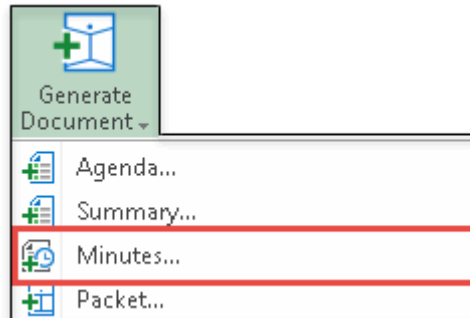 Generate
Document
Agenda...
Summary...
Minutes...
Packet...